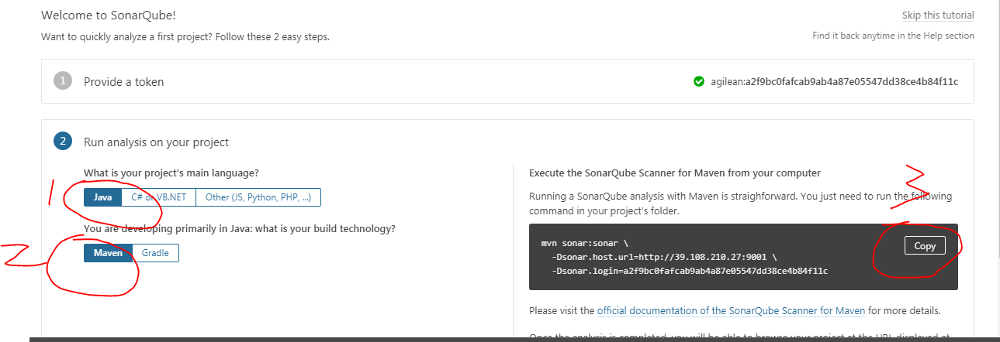 Welcome to SonarQube!
Skip this tutorial
Want to quickly analyze a first project? Follow these 2 easy steps.
Find it back anytime in the Help section
1 Provide a token
agilean:a2f9bc0fafcab9ab4a87e05547dd38ce4b84f11c
2 Run analysis on your project
What is your project's main language?
1
Java C# or VB.NET Other (JS, Python, PHP, ...)
You are developing primarily in Java: what is your build technology?
2
Maven Gradle
Execute the SonarQube Scanner for Maven from your computer
3
Running a SonarQube analysis with Maven is straighforward. You just need to run the following
command in your project's folder.
Copy
mvn sonar:sonar \
-Dsonar.host.url=http://39.108.210.27:9001 \
-Dsonar.login=a2f9bc0fafcab9ab4a87e05547dd38ce4b84f11c
Please visit the official documentation of the SonarQube Scanner for Maven for more details.
Once the analysis is completed, you will be able to browse your project at the URL displayed at